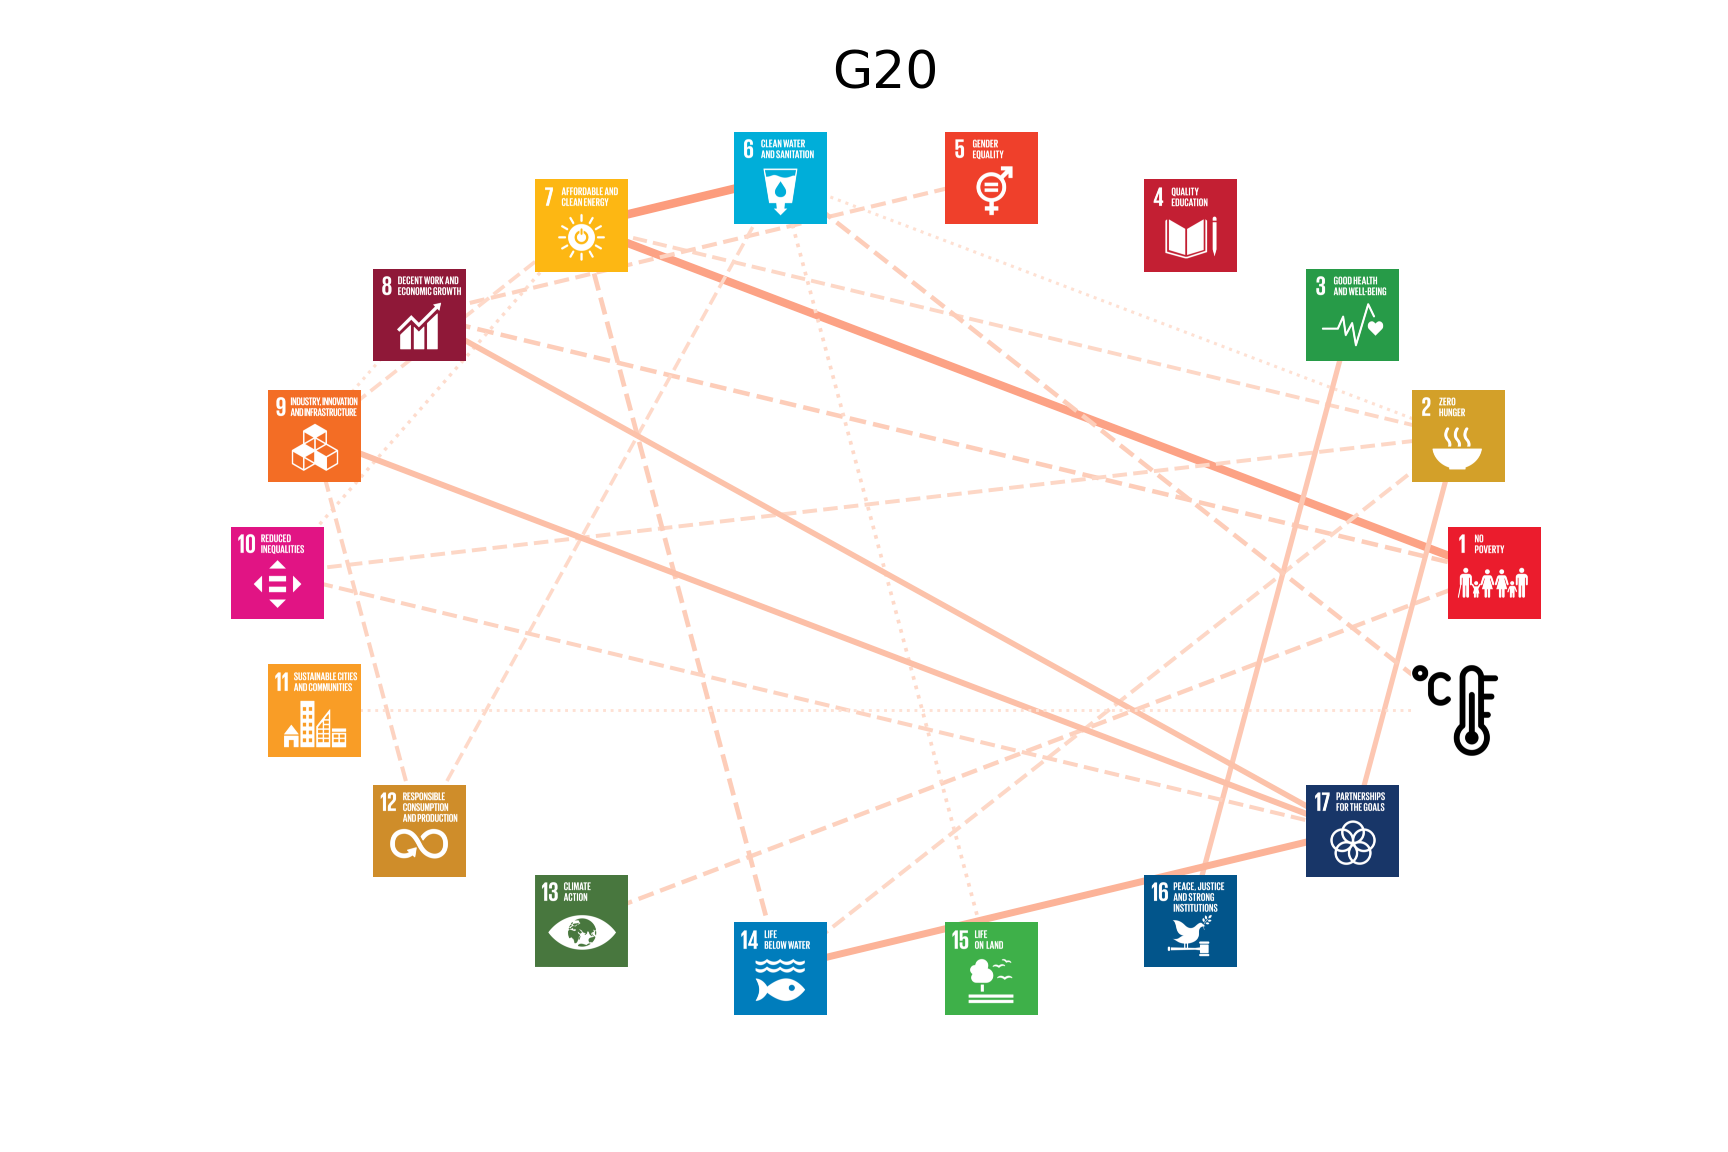 G20
6 CLEAN WATER
AND SANITATION
5 GENDER
EQUALITY
7 AFFORDABLE AND
CLEAN ENERGY
4 QUALITY
EDUCATION
8 DECENT WORK AND
ECONOMIC GROWTH
3 GOOD HEALTH
AND WELL-BEING
9 INDUSTRY, INNOVATION
AND INFRASTRUCTURE
2 ZERO
HUNGER
10 REDUCED
INEQUALITIES
1 NO
POVERTY
11 SUSTAINABLE CITIES
AND COMMUNITIES
°C
12 RESPONSIBLE
CONSUMPTION
AND PRODUCTION
17 PARTNERSHIPS
FOR THE GOALS
13 CLIMATE
ACTION
16 PEACE, JUSTICE
AND STRONG
INSTITUTIONS
14 LIFE
BELOW WATER
15 LIFE
ON LAND